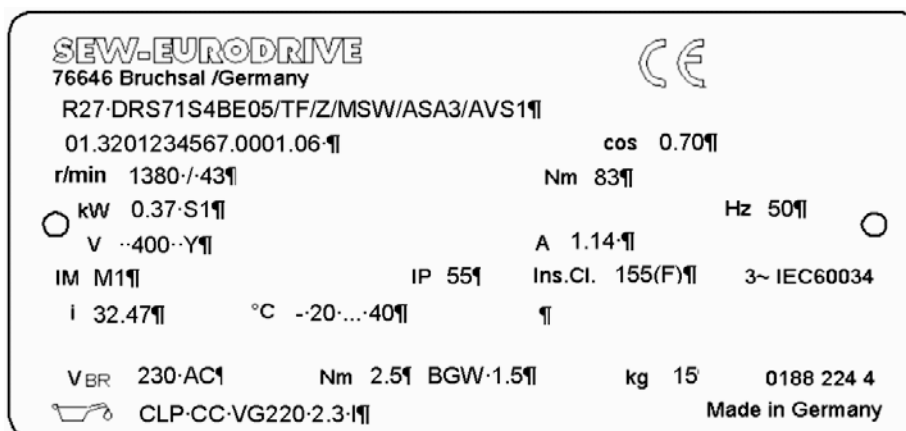 SEW-EURODRIVE
76646 Bruchsal /Germany
CE
R27·DRS71S4BE05/TF/Z/MSW/ASA3/AVS1¶
01.3201234567.0001.06·¶ cos 0.70¶
r/min 1380·/·43¶ Nm 83¶
kW 0.37·S1¶ Hz 50¶
V ··400··Y¶ A 1.14·¶
IM M1¶ IP 55¶ Ins.Cl. 155(F)¶ 3~ IEC60034
i 32.47¶ °C -·20·...·40¶ ¶
VBR 230·AC¶ Nm 2.5¶ BGW·1.5¶ kg 15 0188 224 4
CLP·CC·VG220·2.3·l¶ Made in Germany